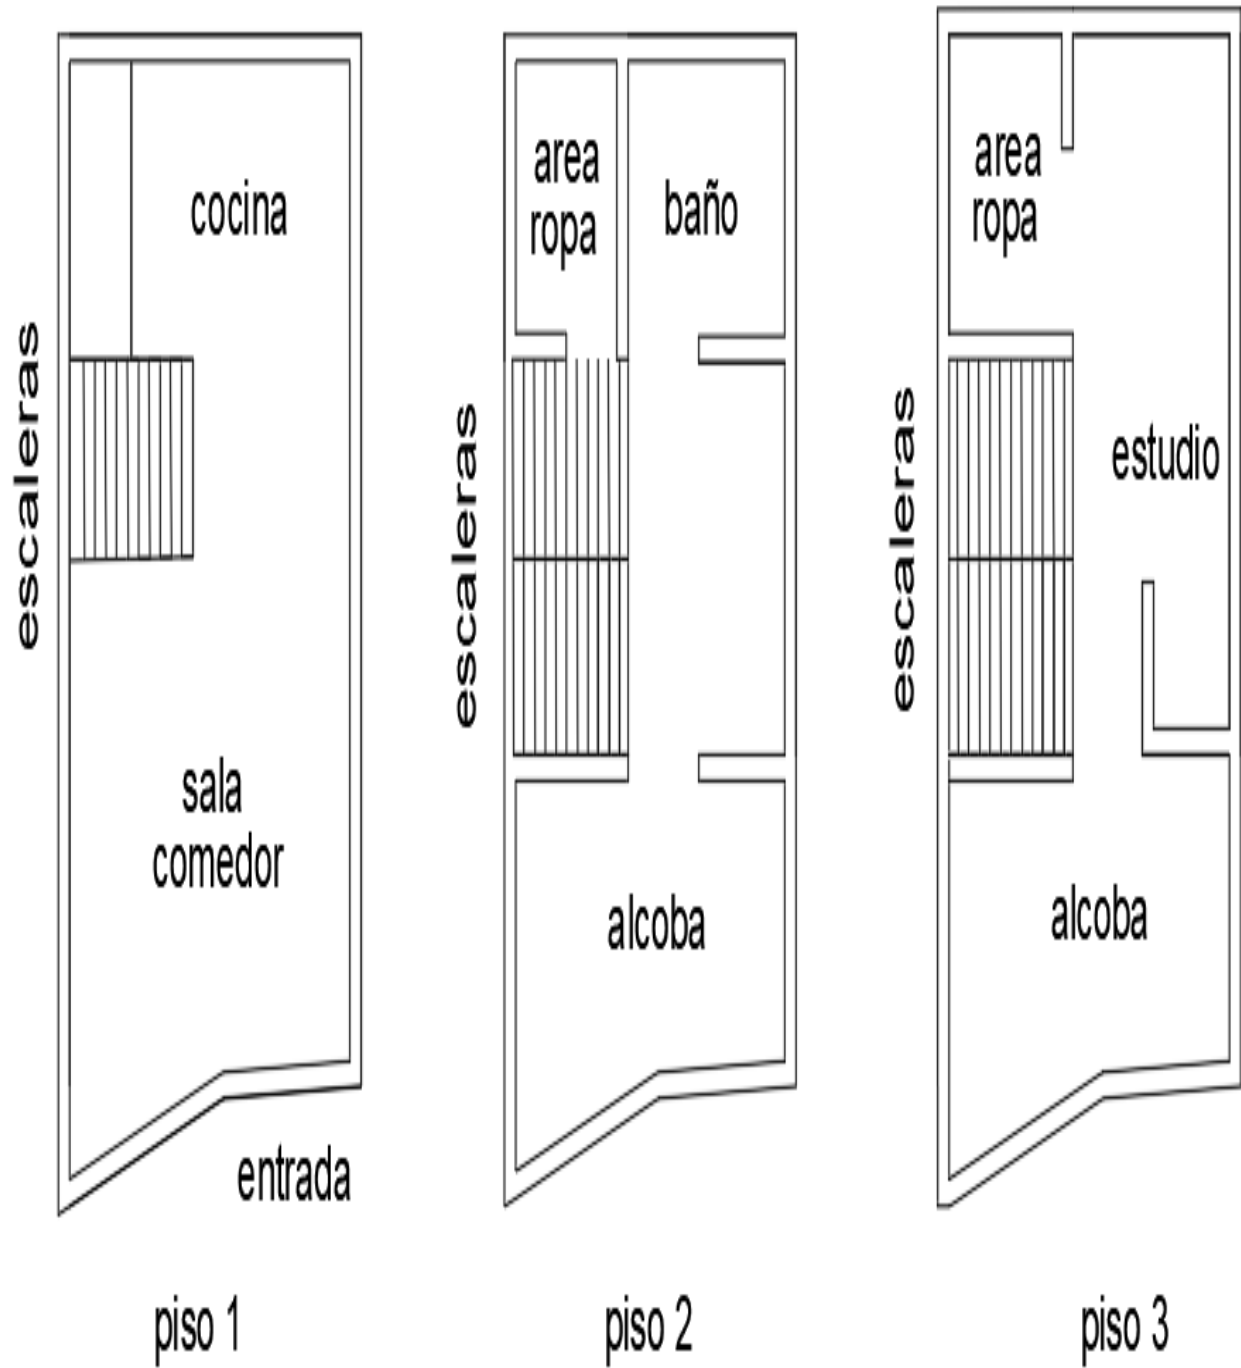 escaleras
cocina
sala
comedor
entrada
piso 1
escaleras
area
ropa
baño
alcoba
piso 2
escaleras
area
ropa
estudio
alcoba
piso 3